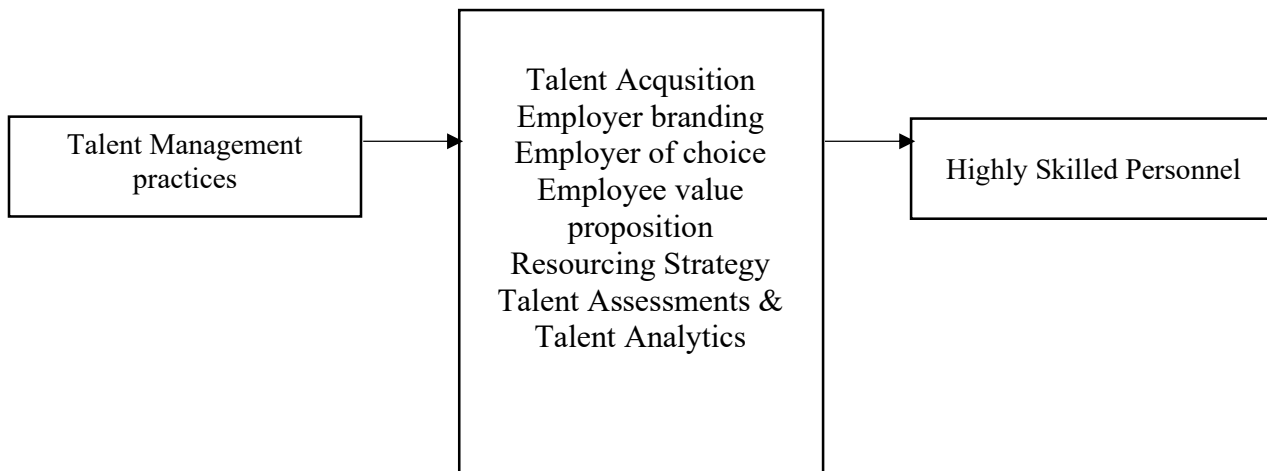 Talent Management
practices
Talent Acqusition
Employer branding
Employer of choice
Employee value
proposition
Resourcing Strategy
Talent Assessments &
Talent Analytics
Highly Skilled Personnel